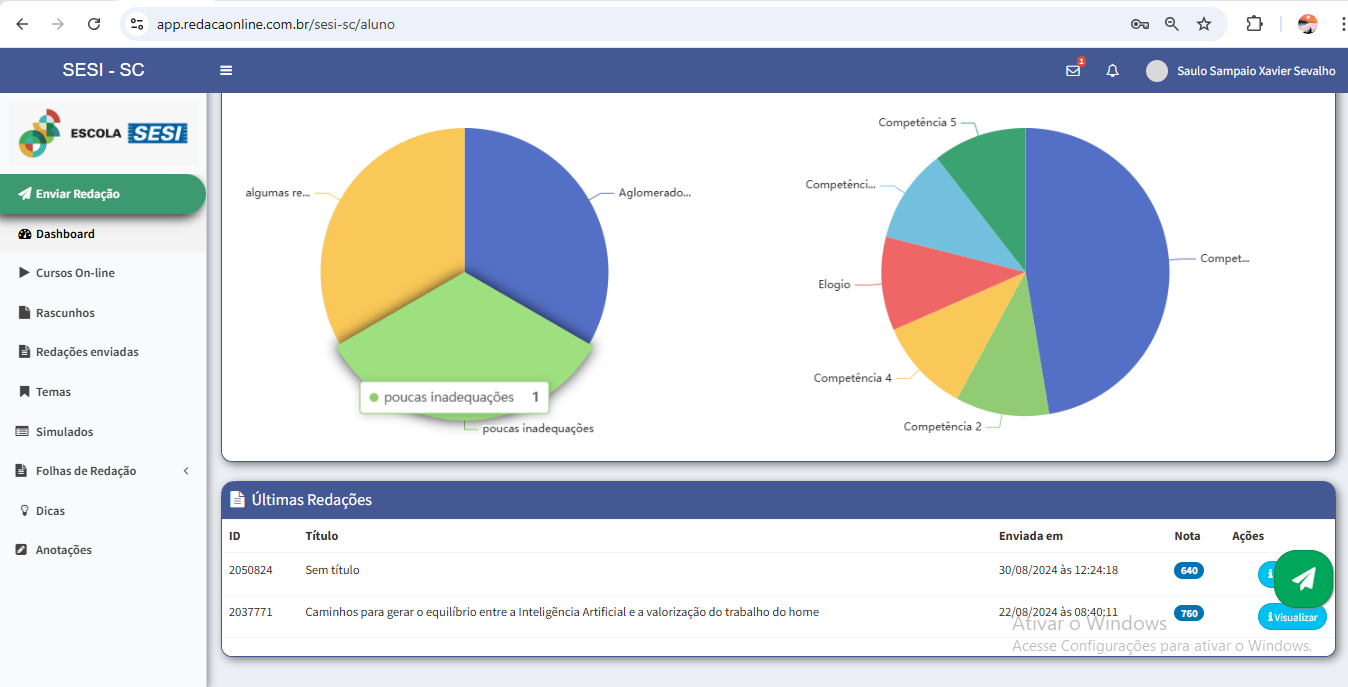 app.redacaonline.com.br/sesi-sc/aluno
SESI - SC
1
Saulo Sampaio Xavier Sevalho
ESCOLA SESI
Enviar Redação
Dashboard
Cursos On-line
Rascunhos
Redações enviadas
Temas
Simulados
Folhas de Redação
Dicas
Anotações
algumas re...
Aglomerado...
poucas inadequações 1
poucas inadequações
Competência 5
Competênci...
Elogio
Competência 4
Competência 2
Compet...
Últimas Redações
ID Título Enviada em Nota Ações
2050824 Sem título 30/08/2024 às 12:24:18 640
2037771 Caminhos para gerar o equilíbrio entre a Inteligência Artificial e a valorização do trabalho do home 22/08/2024 às 08:40:11 760 Visualizar
Ativar o Windows
Acesse Configurações para ativar o Windows.